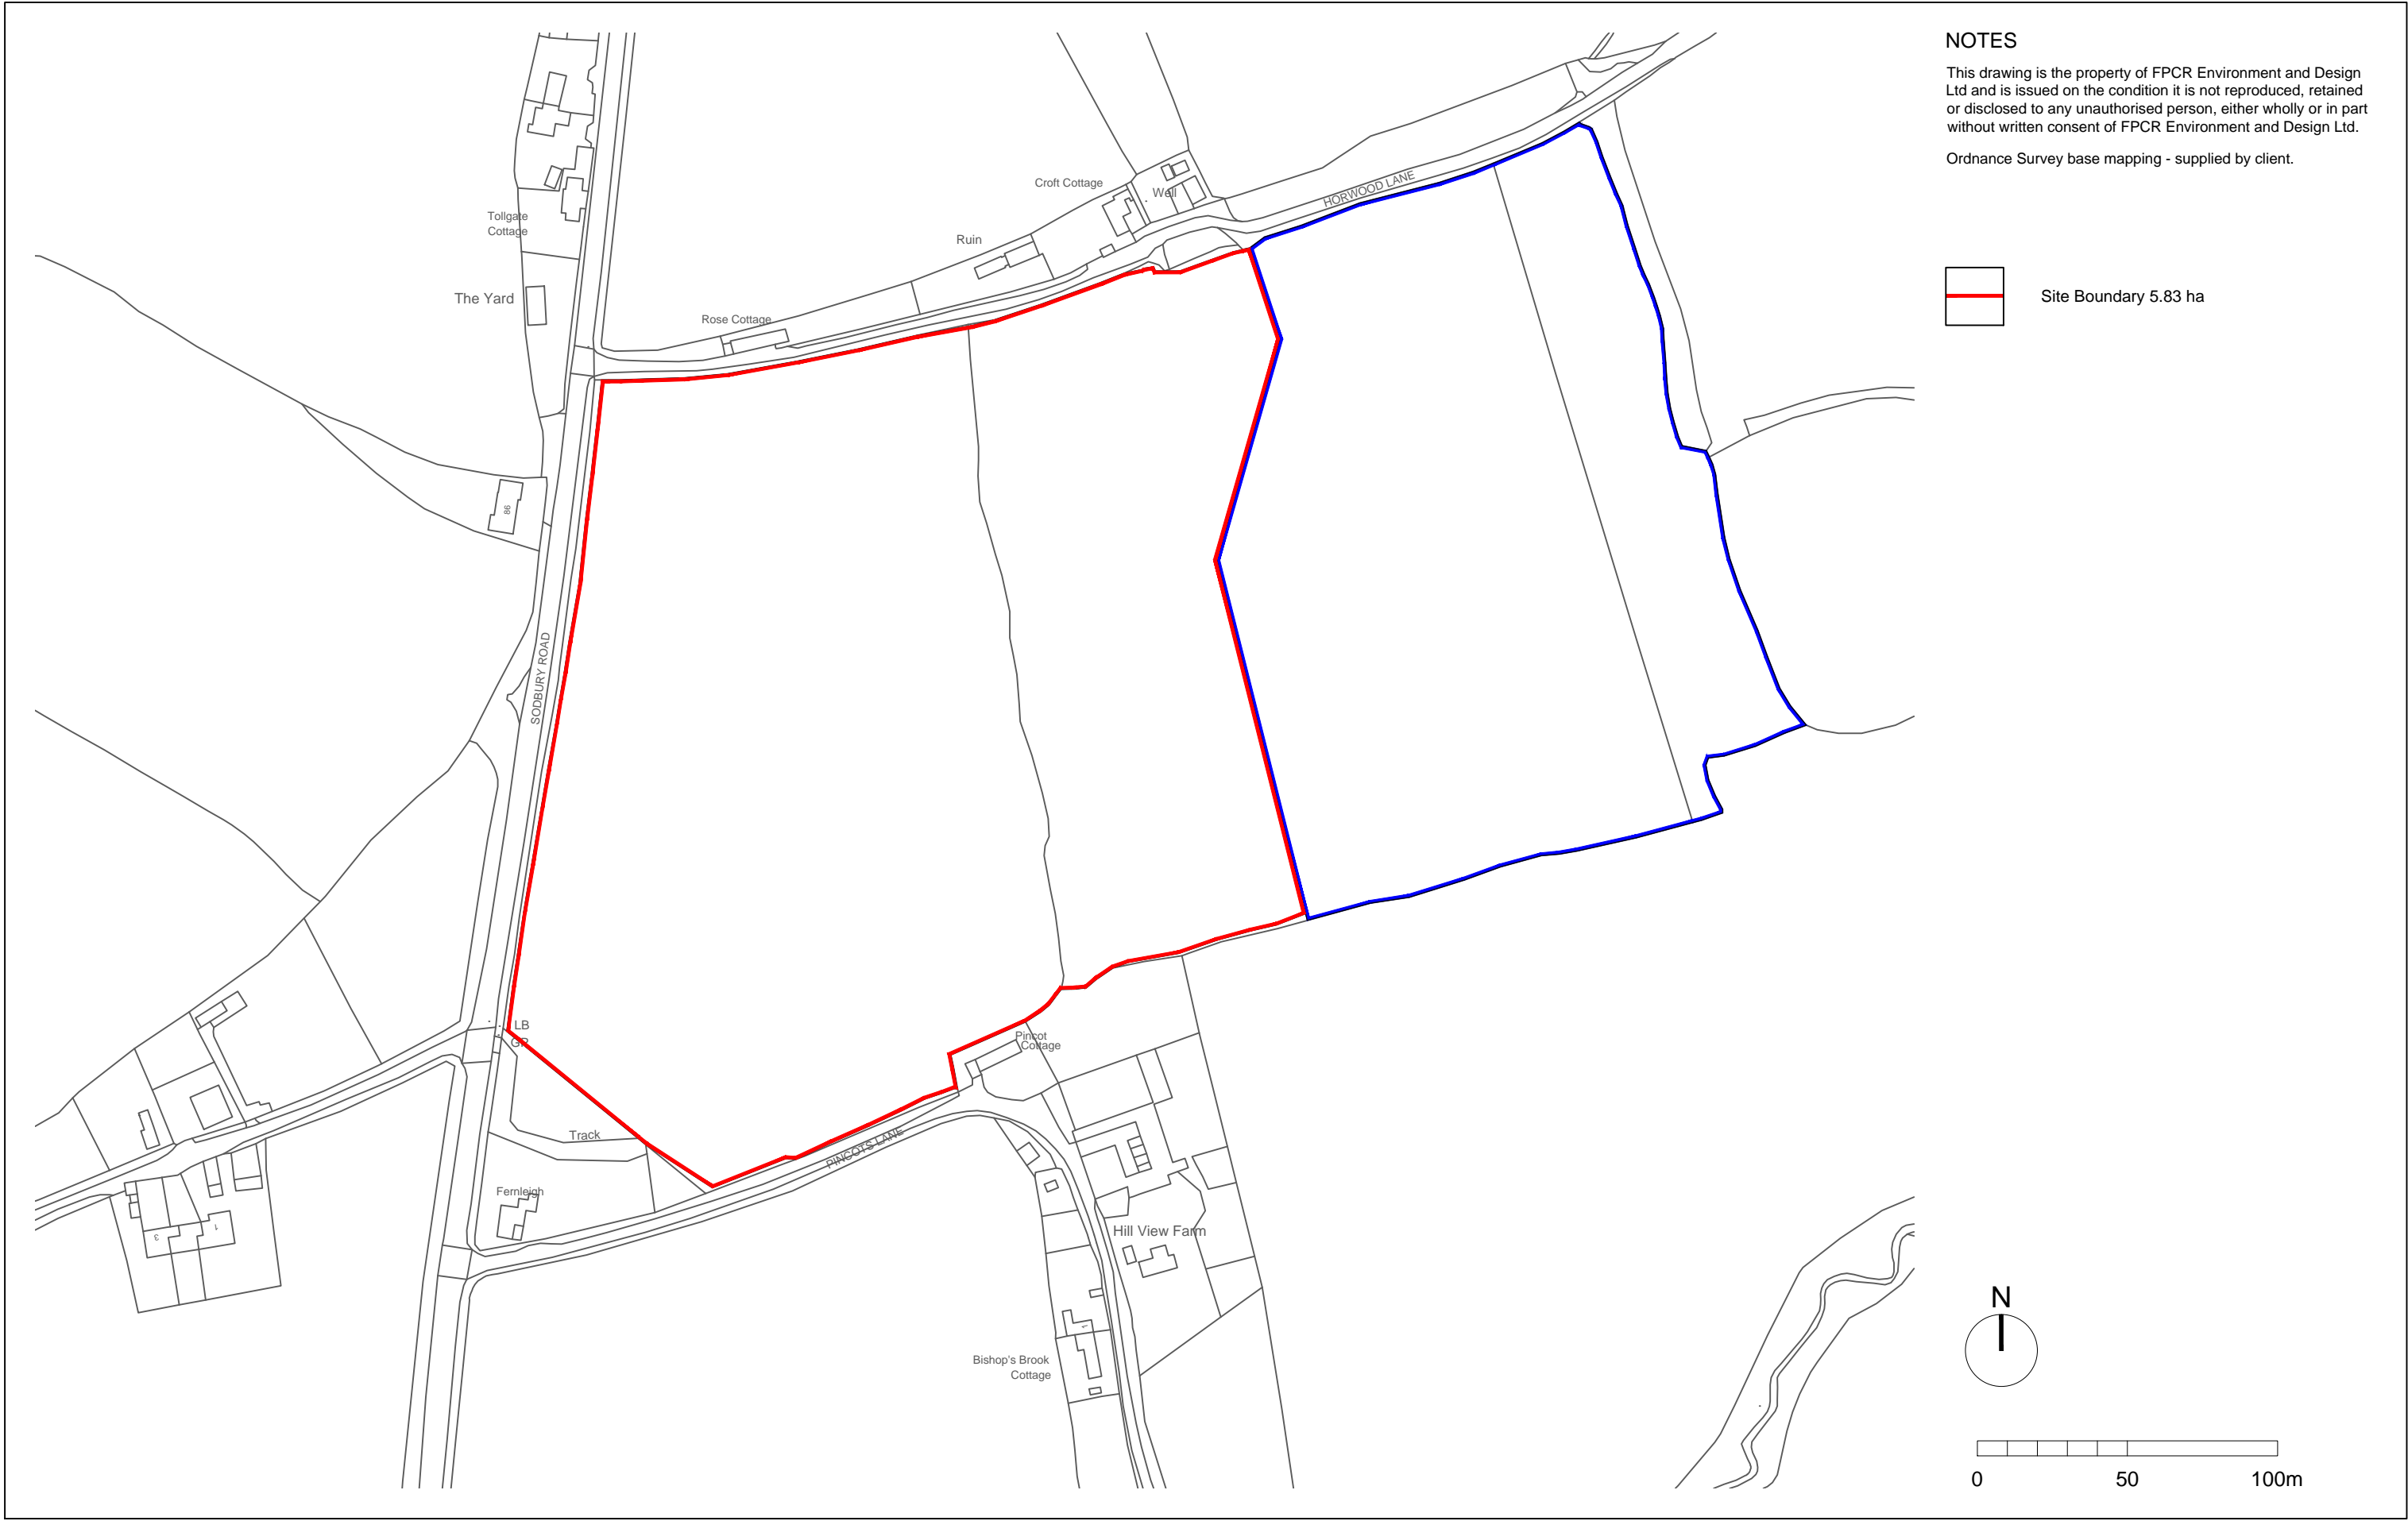 NOTES
This drawing is the property of FPCR Environment and Design
Ltd and is issued on the condition it is not reproduced, retained
or disclosed to any unauthorised person, either wholly or in part
without written consent of FPCR Environment and Design Ltd.
Ordnance Survey base mapping - supplied by client.
Site Boundary 5.83 ha
HORWOOD LANE
Croft Cottage
Well
Tollgate
Cottage
Ruin
The Yard
Rose Cottage
98
SODBURY ROAD
LB
GP
Pincot
Cottage
Track
PINCOTS LANE
Fernleigh
1
3
Hill View Farm
1
Bishop's Brook
Cottage
N
0
50
100m